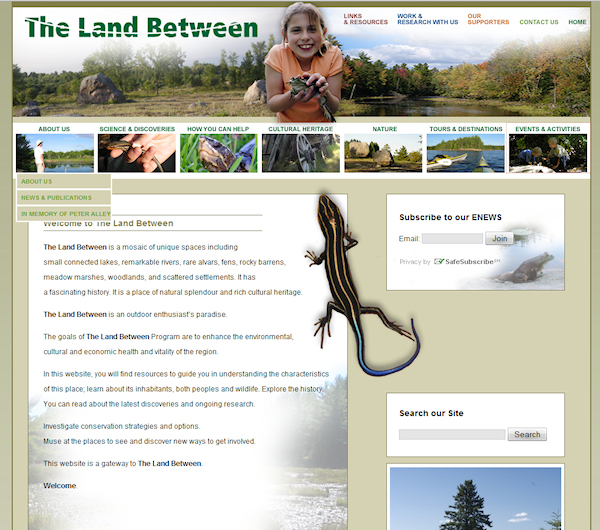 The Land Between
LINKS
& RESOURCES
WORK &
RESEARCH WITH US
OUR
SUPPORTERS
CONTACT US
HOME
ABOUT US
SCIENCE & DISCOVERIES
HOW YOU CAN HELP
CULTURAL HERITAGE
NATURE
TOURS & DESTINATIONS
EVENTS & ACTIVITIES
ABOUT US
NEWS & PUBLICATIONS
IN MEMORY OF PETER ALLEY
Welcome to The Land Between
The Land Between is a mosaic of unique spaces including
small connected lakes, remarkable rivers, rare alvars, fens, rocky barrens,
meadow marshes, woodlands, and scattered settlements. It has
a fascinating history. It is a place of natural splendour and rich cultural heritage.
The Land Between is an outdoor enthusiast's paradise.
The goals of The Land Between Program are to enhance the environmental,
cultural and economic health and vitality of the region.
In this website, you will find resources to guide you in understanding the characteristics
of this place; learn about its inhabitants, both peoples and wildlife. Explore the history.
You can read about the latest discoveries and ongoing research.
Investigate conservation strategies and options.
Muse at the places to see and discover new ways to get involved.
This website is a gateway to The Land Between.
Welcome.
Subscribe to our ENEWS
Email: Join
Privacy by SafeSubscribe℠
Search our Site
Search